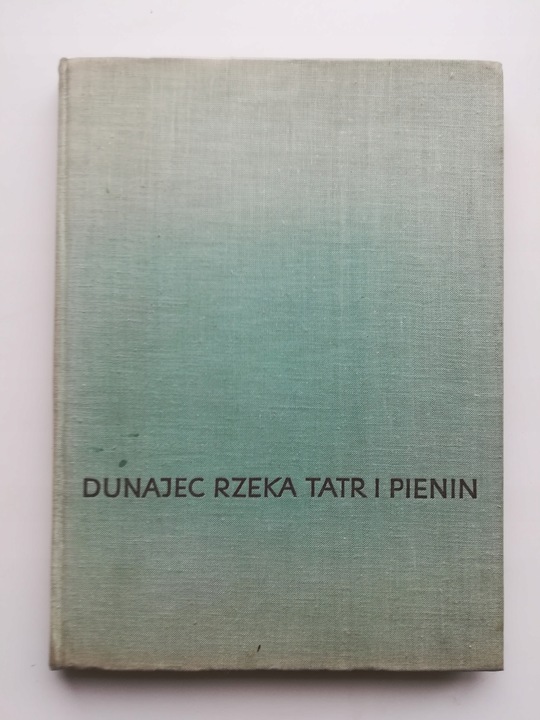 DUNAJEC RZEKA TATR I PIENIN